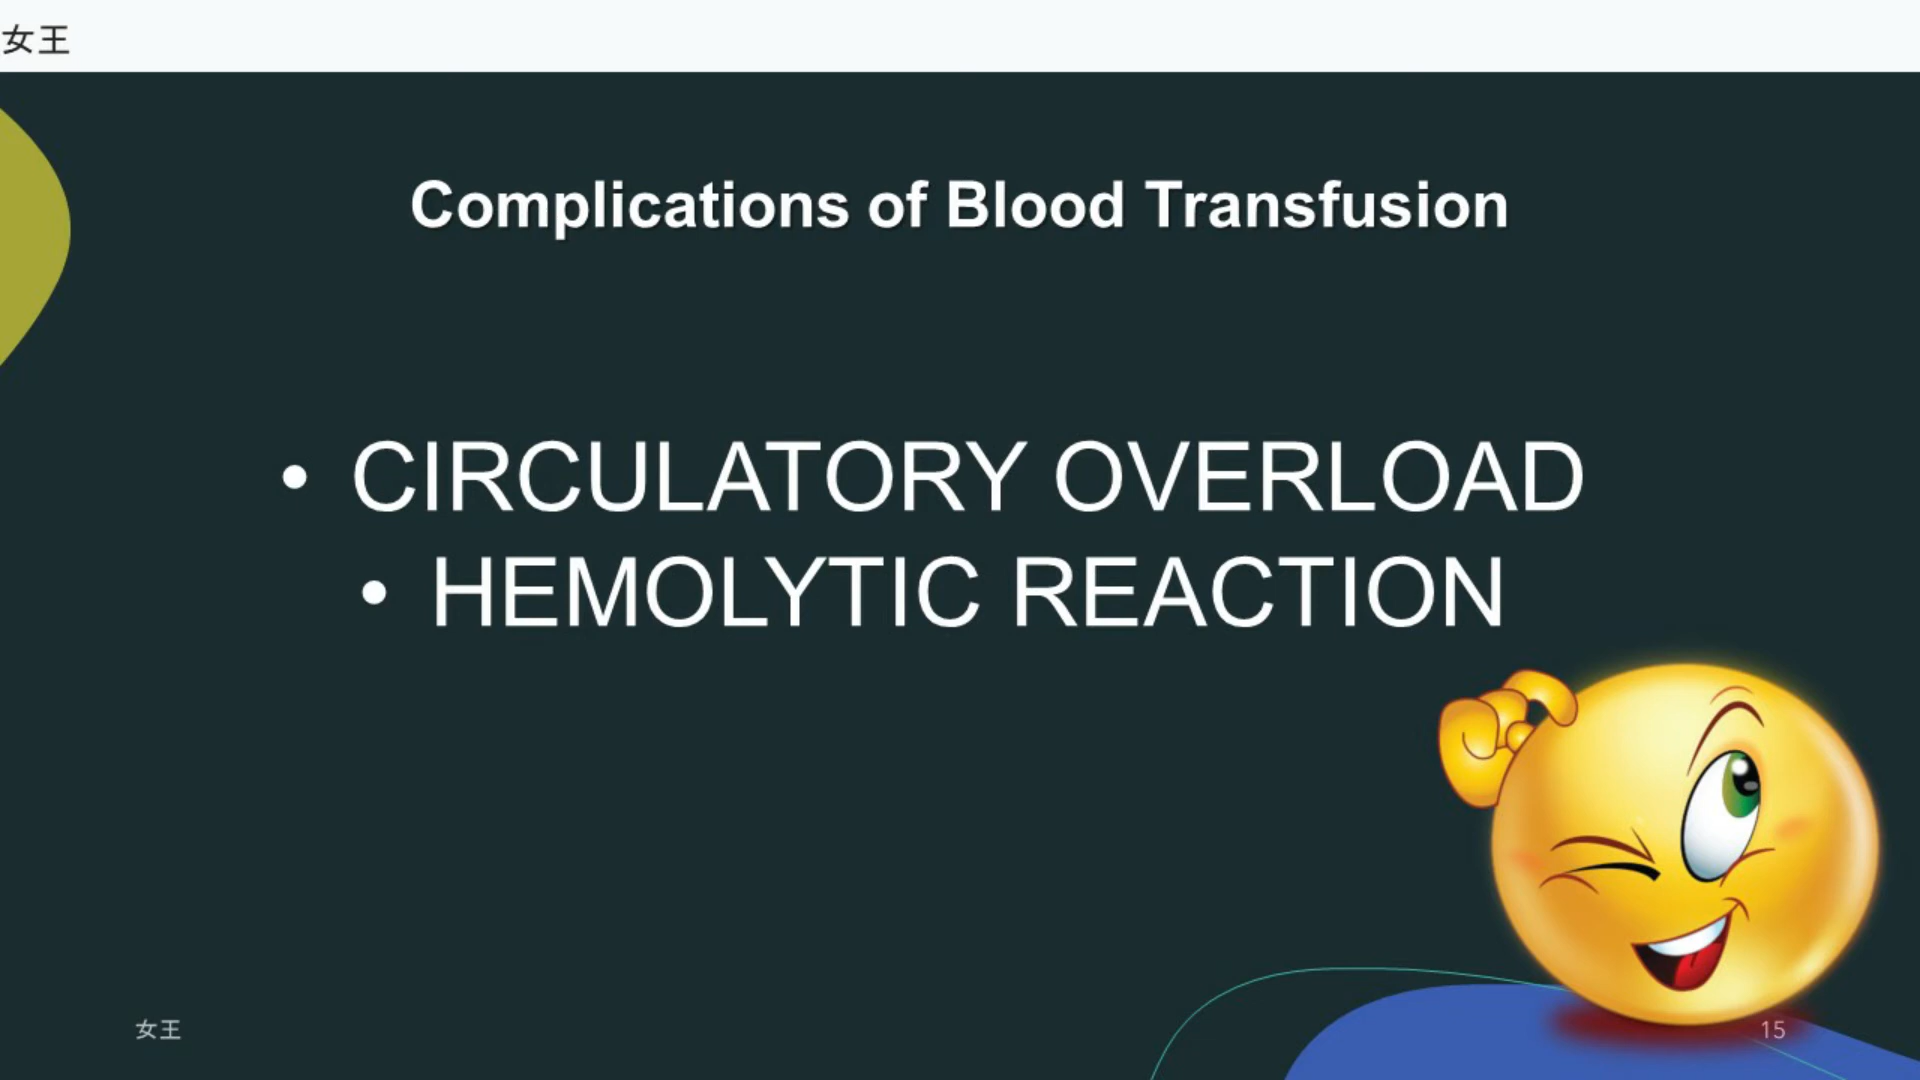 女王
Complications of Blood Transfusion
• CIRCULATORY OVERLOAD
• HEMOLYTIC REACTION
女王
15